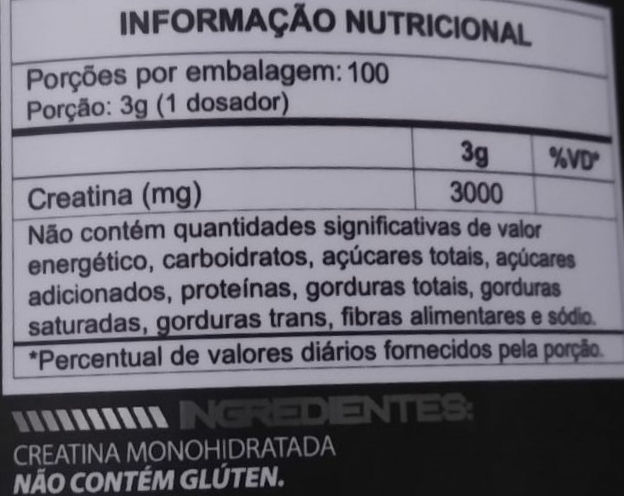 INFORMAÇÃO NUTRICIONAL
Porções por embalagem: 100
Porção: 3g (1 dosador)
3g %VD*
Creatina (mg) 3000
Não contém quantidades significativas de valor
energético, carboidratos, açúcares totais, açúcares
adicionados, proteínas, gorduras totais, gorduras
saturadas, gorduras trans, fibras alimentares e sódio.
*Percentual de valores diários fornecidos pela porção.
INGREDIENTES:
CREATINA MONOHIDRATADA
NÃO CONTÉM GLÚTEN.